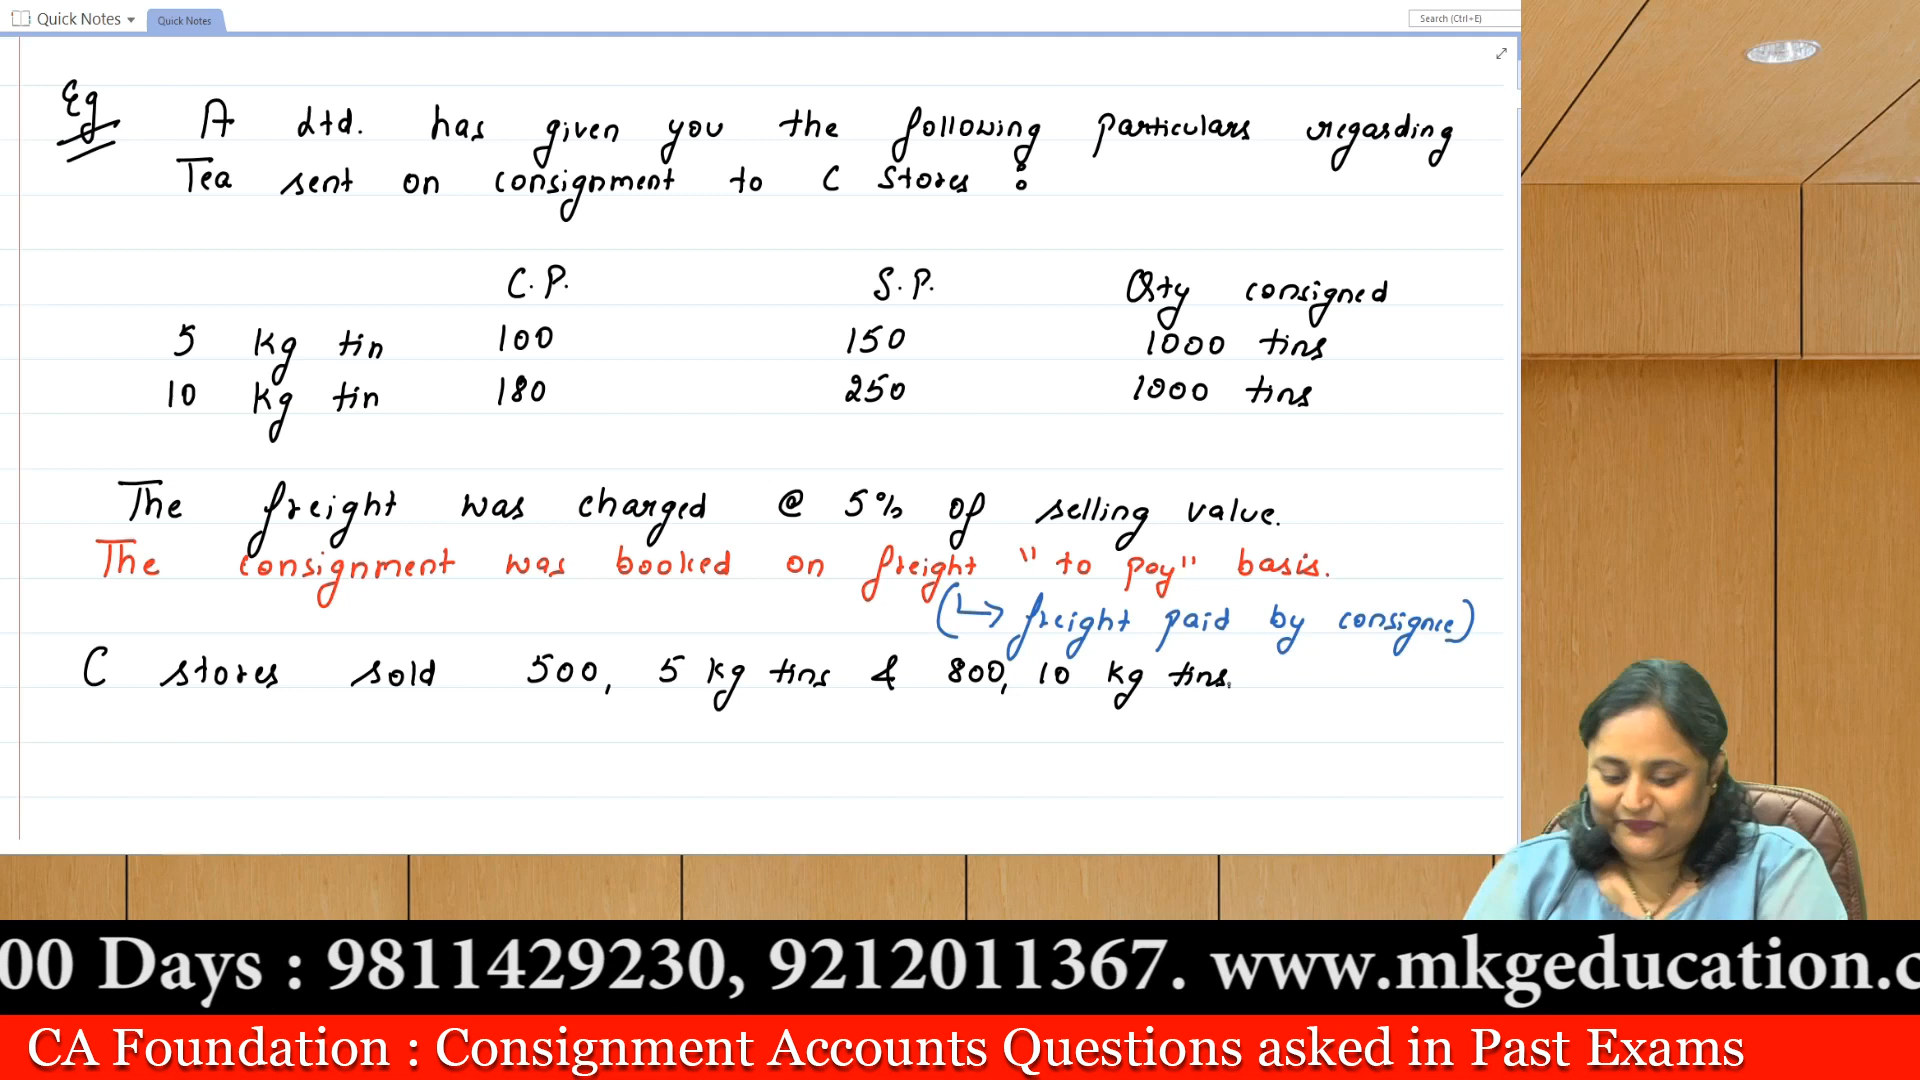 Quick Notes
Quick Notes
Search (Ctrl+E)
Eg A Ltd. has given you the following particulars regarding
Tea sent on consignment to C Stores :
C.P. S.P. Qty consigned
5 kg tin 100 150 1000 tins
10 kg tin 180 250 1000 tins
The freight was charged @ 5% of selling value.
The consignment was booked on freight "to pay" basis.
(↳ freight paid by consignee)
C stores sold 500, 5 kg tins & 800, 10 kg tins.
00 Days : 9811429230, 9212011367. www.mkgeducation.c
CA Foundation : Consignment Accounts Questions asked in Past Exams